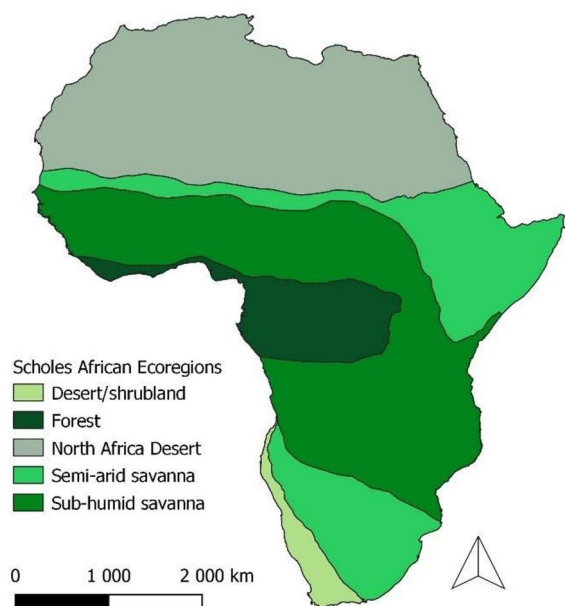 Scholes African Ecoregions
Desert/shrubland
Forest
North Africa Desert
Semi-arid savanna
Sub-humid savanna
0 1 000 2 000 km